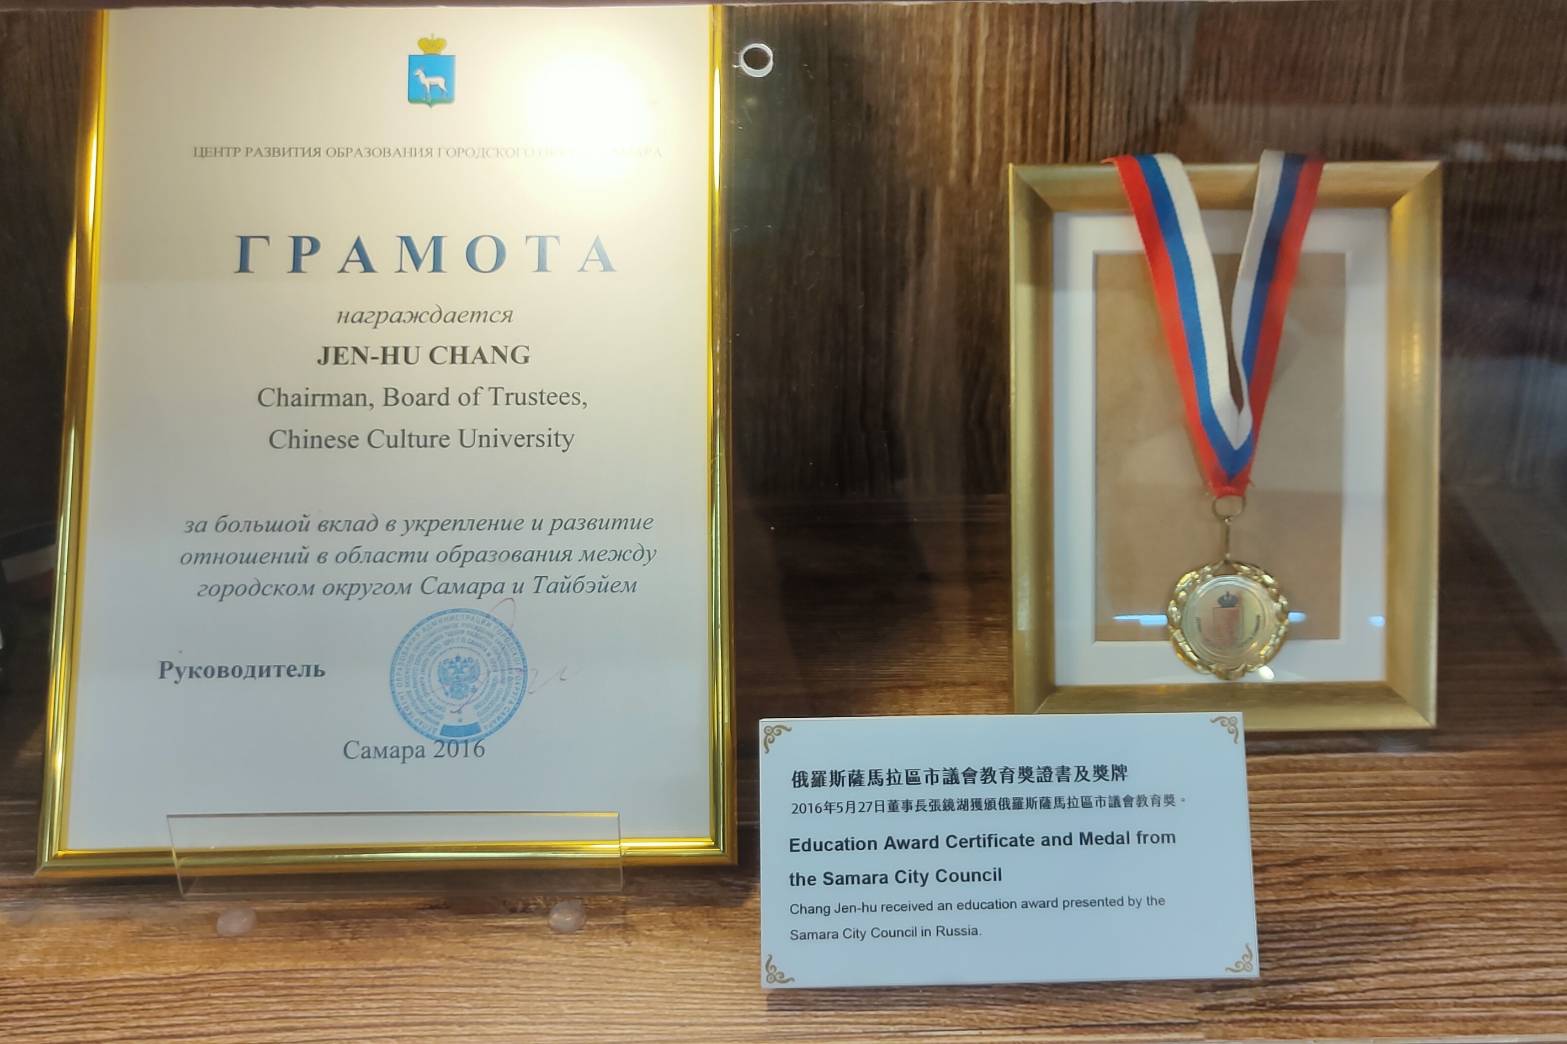 ЦЕНТР РАЗВИТИЯ ОБРАЗОВАНИЯ ГОРОДСКОГО ОКРУГА САМАРА
ГРАМОТА
награждается
JEN-HU CHANG
Chairman, Board of Trustees,
Chinese Culture University
за большой вклад в укрепление и развитие
отношений в области образования между
городском округом Самара и Тайбэйем
Руководитель
Самара 2016
俄羅斯薩馬拉區市議會教育獎證書及獎牌
2016年5月27日董事長張鏡湖獲頒俄羅斯薩馬拉區市議會教育獎。
Education Award Certificate and Medal from
the Samara City Council
Chang Jen-hu received an education award presented by the
Samara City Council in Russia.